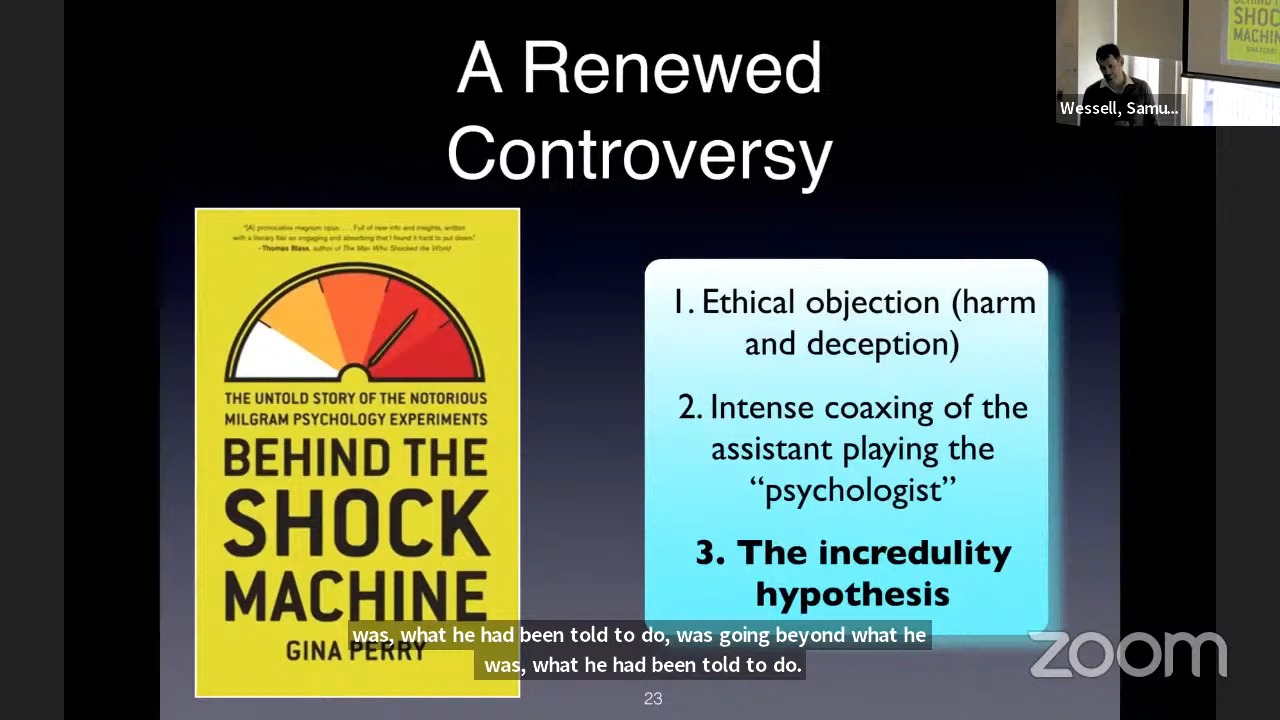 A Renewed
Controversy
"[A] provocative magnum opus . . . Full of new info and insights, written
with a literary flair so engaging and absorbing that I found it hard to put down."
-Thomas Blass, author of The Man Who Shocked the World
THE UNTOLD STORY OF THE NOTORIOUS
MILGRAM PSYCHOLOGY EXPERIMENTS
BEHIND THE
SHOCK
MACHINE
GINA PERRY
1. Ethical objection (harm
and deception)
2. Intense coaxing of the
assistant playing the
“psychologist”
3. The incredulity
hypothesis
was, what he had been told to do, was going beyond what he
was, what he had been told to do.
23
zoom
Wessell, Samu...
BEHIND T
SHOC
MACHIN
GINA PE